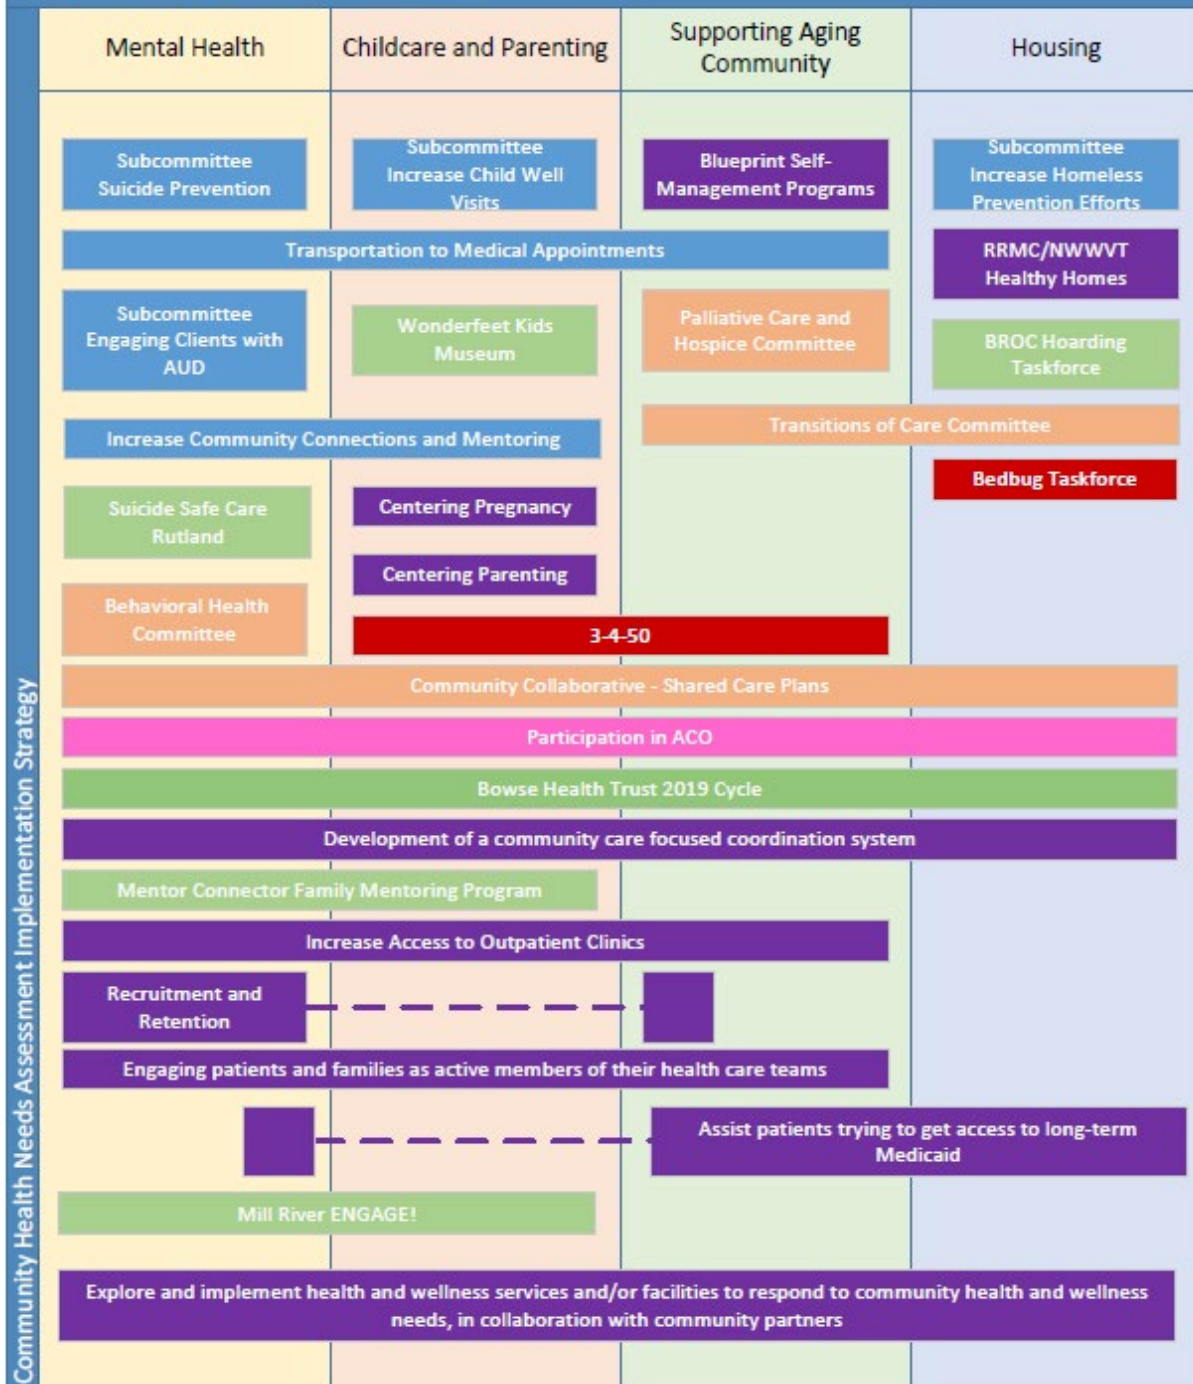 Mental Health
Childcare and Parenting
Supporting Aging
Community
Housing
Subcommittee
Suicide Prevention
Subcommittee
Increase Child Well
Visits
Blueprint Self-
Management Programs
Subcommittee
Increase Homeless
Prevention Efforts
Transportation to Medical Appointments
RRMC/NWWVT
Healthy Homes
Subcommittee
Engaging Clients with
AUD
Wonderfeet Kids
Museum
Palliative Care and
Hospice Committee
BROC Hoarding
Taskforce
Increase Community Connections and Mentoring
Transitions of Care Committee
Bedbug Taskforce
Suicide Safe Care
Rutland
Centering Pregnancy
Centering Parenting
Behavioral Health
Committee
3-4-50
Community Collaborative - Shared Care Plans
Participation in ACO
Bowse Health Trust 2019 Cycle
Development of a community care focused coordination system
Mentor Connector Family Mentoring Program
Increase Access to Outpatient Clinics
Recruitment and
Retention
Engaging patients and families as active members of their health care teams
Assist patients trying to get access to long-term
Medicaid
Mill River ENGAGE!
Explore and implement health and wellness services and/or facilities to respond to community health and wellness
needs, in collaboration with community partners
Community Health Needs Assessment Implementation Strategy